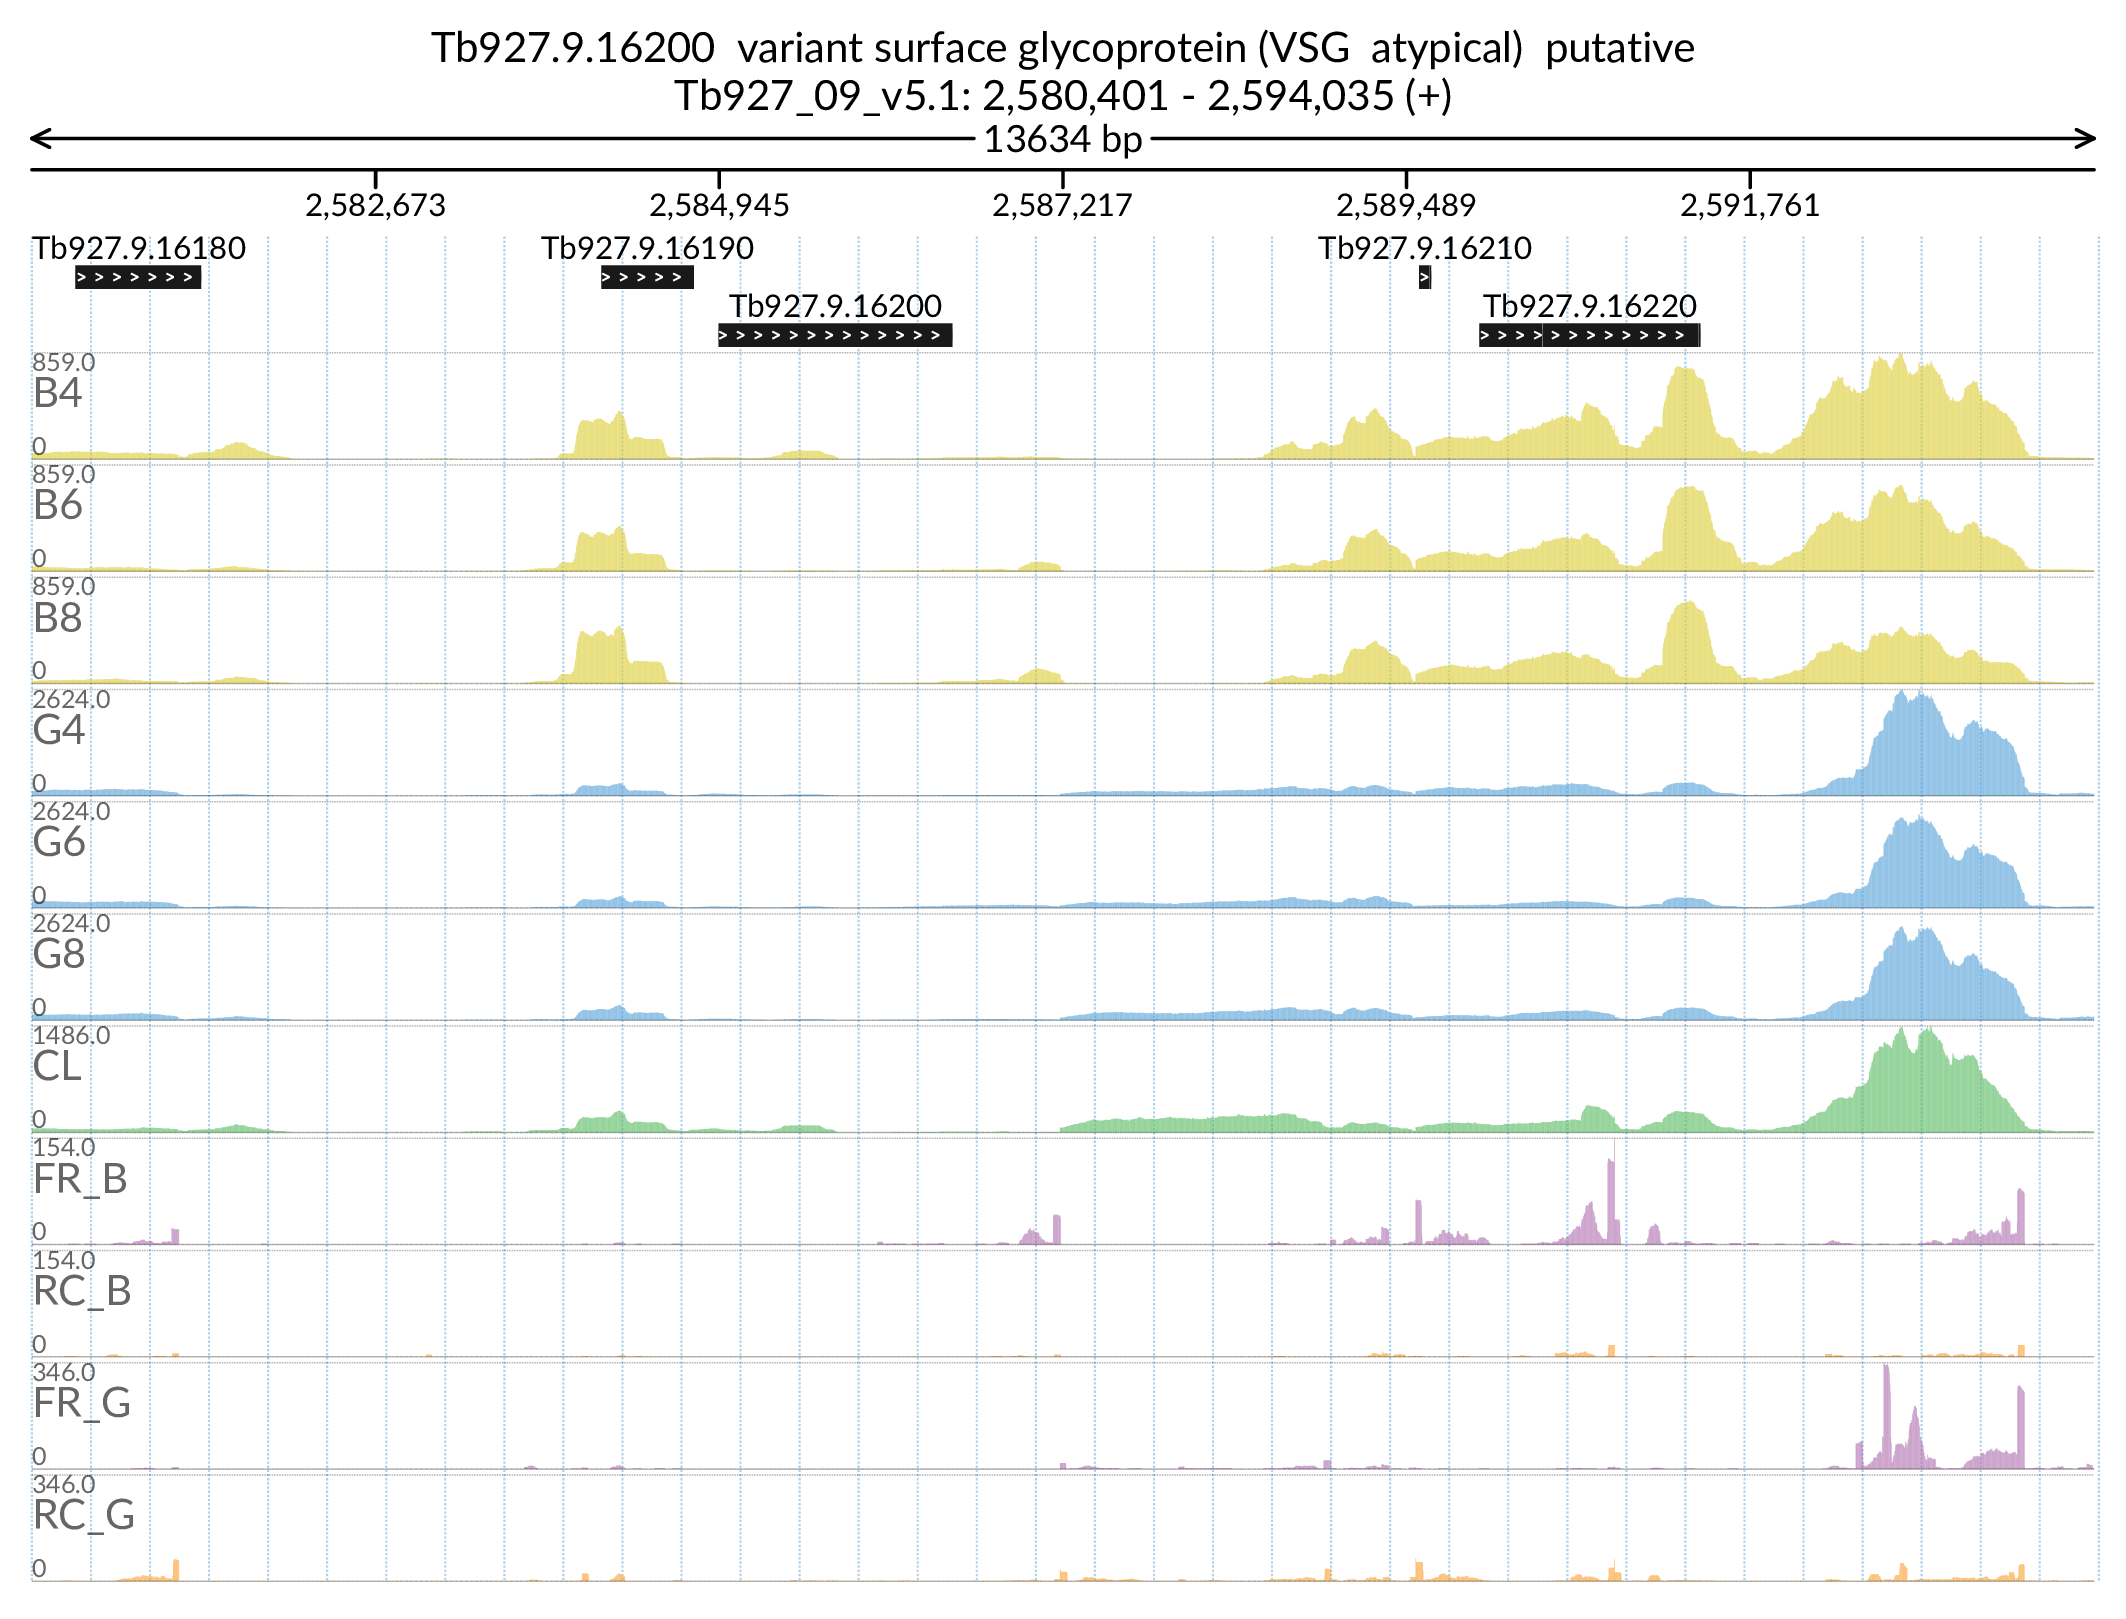 Tb927.9.16200  variant surface glycoprotein (VSG  atypical)  putative
Tb927_09_v5.1: 2,580,401 - 2,594,035 (+)
13634 bp
2,582,673 2,584,945 2,587,217 2,589,489 2,591,761
Tb927.9.16180 Tb927.9.16190 Tb927.9.16210
Tb927.9.16200 Tb927.9.16220
859.0
B4
0
859.0
B6
0
859.0
B8
0
2624.0
G4
0
2624.0
G6
0
2624.0
G8
0
1486.0
CL
0
154.0
FR_B
0
154.0
RC_B
0
346.0
FR_G
0
346.0
RC_G
0